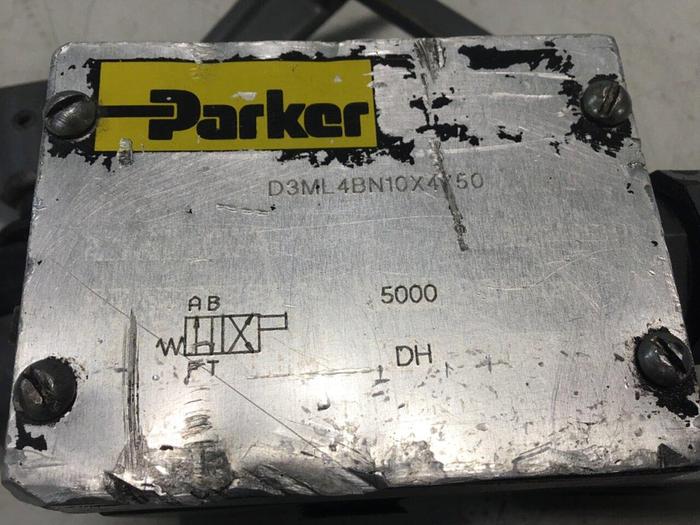 Parker
D3ML4BN10X4Y50
A B
5000
P T
DH